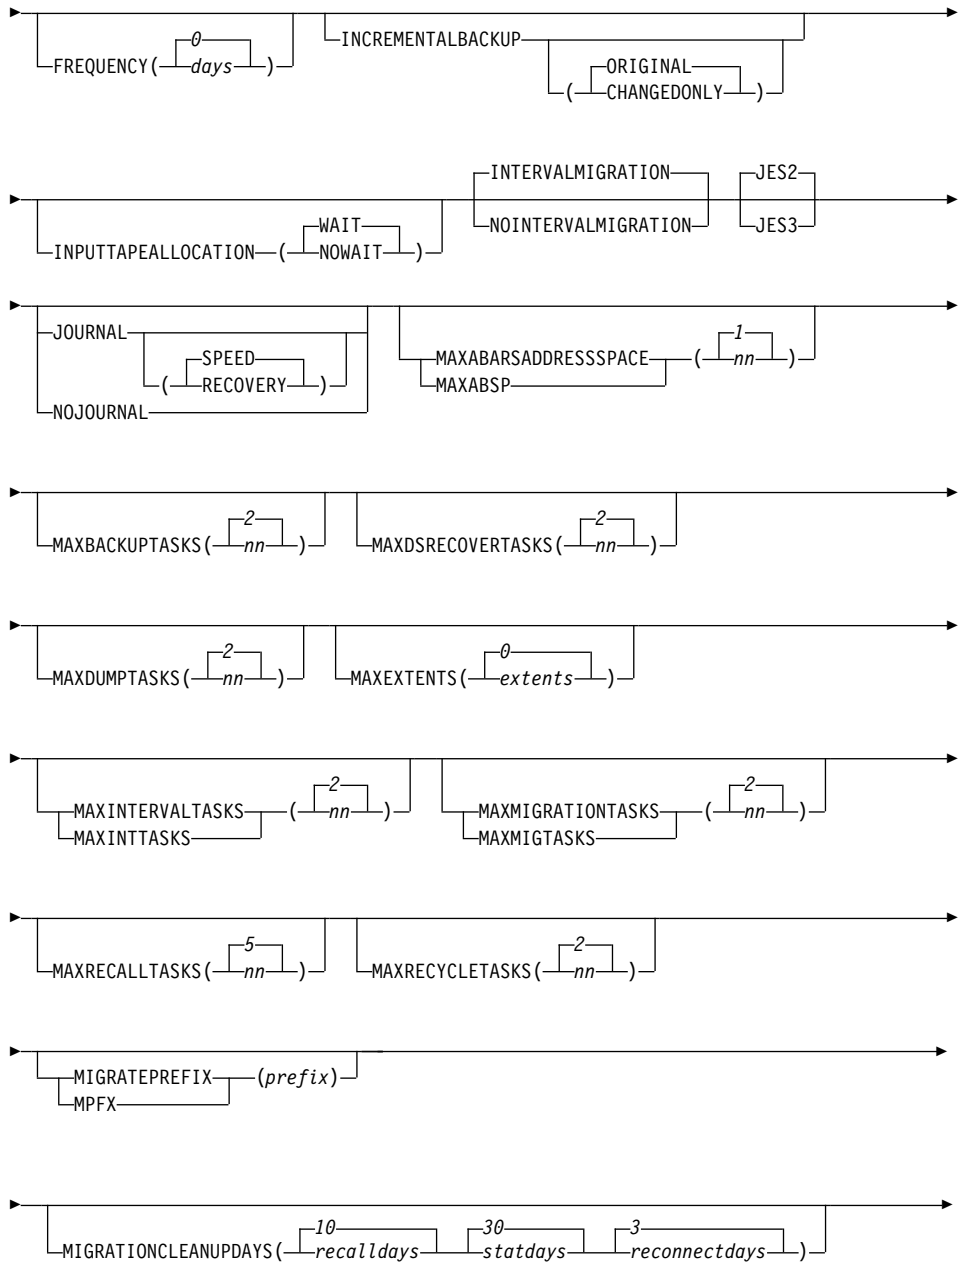 0
FREQUENCY( days )
INCREMENTALBACKUP
ORIGINAL
( CHANGEDONLY )
INTERVALMIGRATION JES2
WAIT NOINTERVALMIGRATION JES3
INPUTTAPEALLOCATION ( NOWAIT )
JOURNAL
SPEED
( RECOVERY )
NOJOURNAL
1
MAXABARSADDRESSSPACE ( nn )
MAXABSP
2 2
MAXBACKUPTASKS( nn ) MAXDSRECOVERTASKS( nn )
2 0
MAXDUMPTASKS( nn ) MAXEXTENTS( extents )
2 2
MAXINTERVALTASKS ( nn ) MAXMIGRATIONTASKS ( nn )
MAXINTTASKS MAXMIGTASKS
5 2
MAXRECALLTASKS( nn ) MAXRECYCLETASKS( nn )
MIGRATEPREFIX (prefix)
MPFX
10 30 3
MIGRATIONCLEANUPDAYS( recalldays statdays reconnectdays )